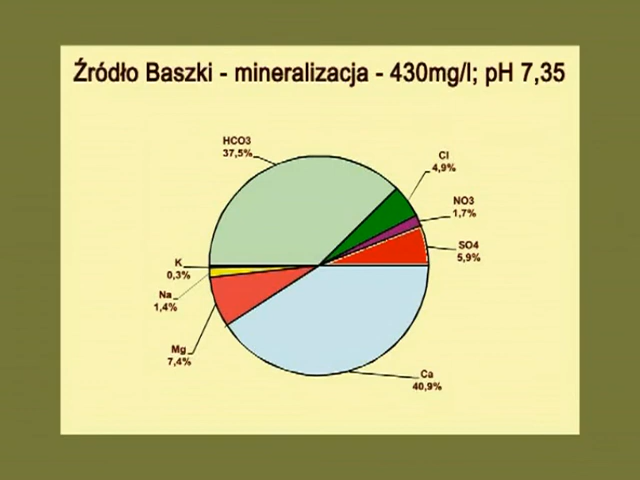 Źródło Baszki - mineralizacja - 430mg/l; pH 7,35
HCO3
37,5%
Cl
4,9%
NO3
1,7%
SO4
5,9%
K
0,3%
Na
1,4%
Mg
7,4%
Ca
40,9%